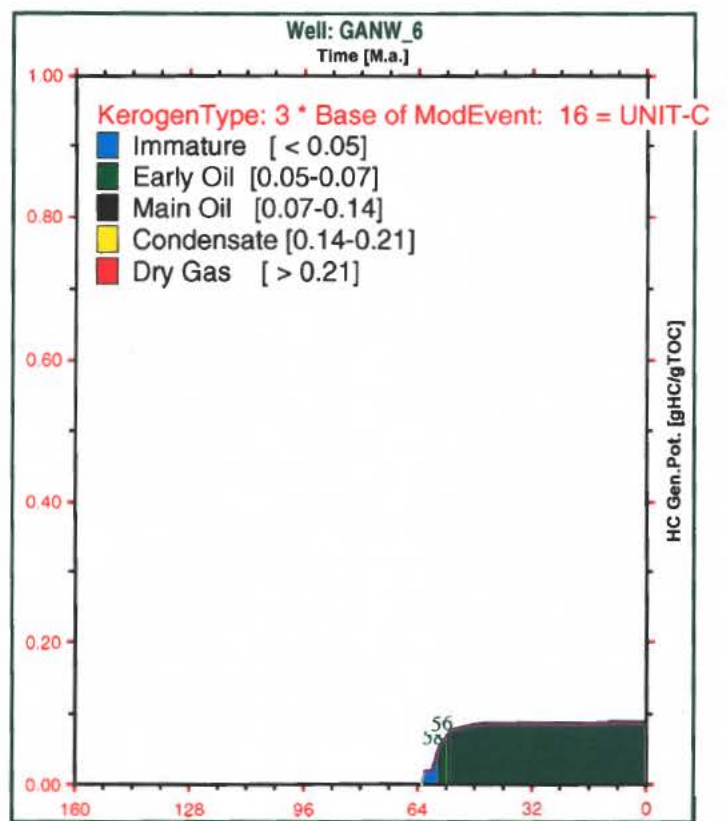 Well: GANW_6
Time [M.a.]
1.00
KerogenType: 3 * Base of ModEvent: 16 = UNIT-C
Immature [ < 0.05]
Early Oil [0.05-0.07]
Main Oil [0.07-0.14]
Condensate [0.14-0.21]
Dry Gas [ > 0.21]
0.80
0.60
HC Gen.Pot. [gHC/gTOC]
0.40
0.20
56
58
0.00
160 128 96 64 32 0